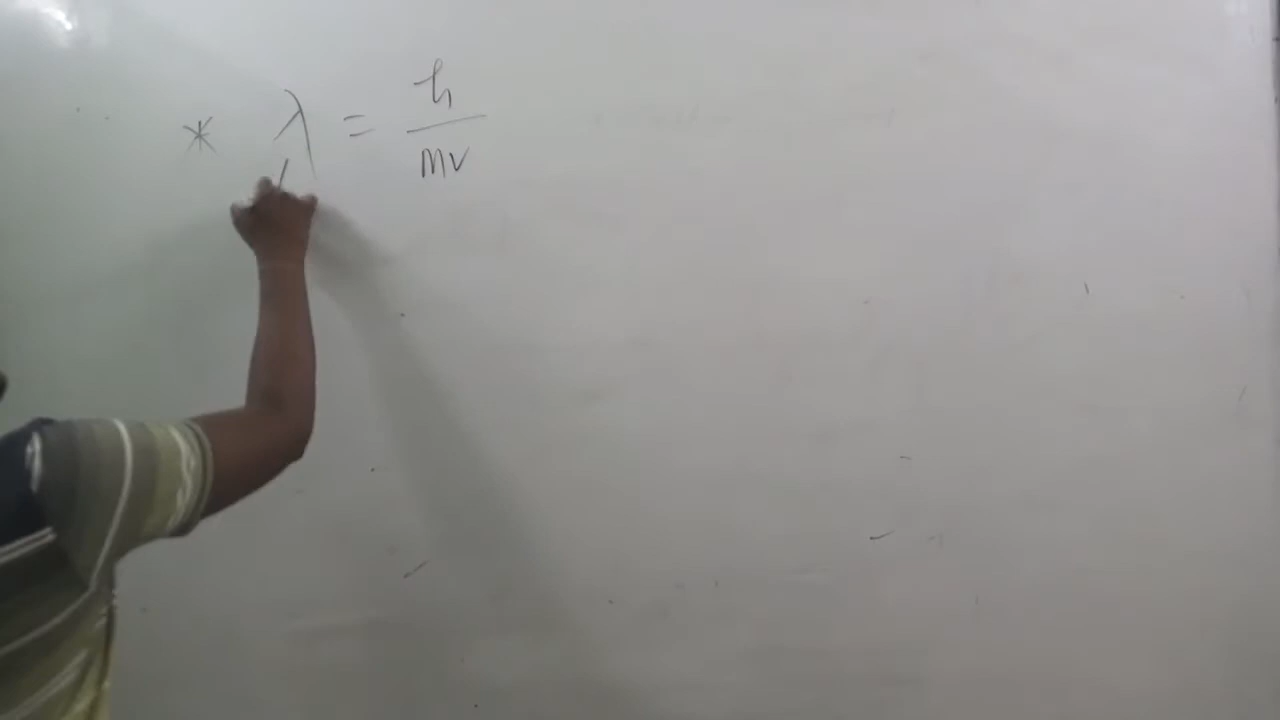 * λ = ℏ/mv